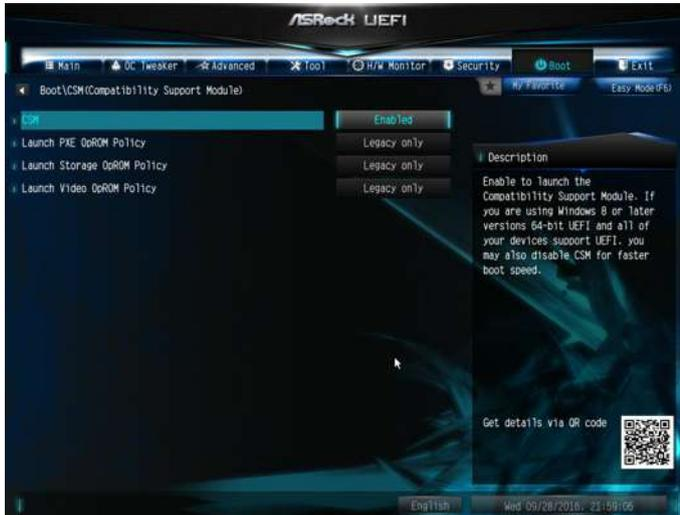 ASRock UEFI
Main OC Tweaker Advanced Tool H/W Monitor Security Boot Exit
Boot\CSM(Compatibility Support Module)
My Favorite
Easy Mode(F6)
CSM Enabled
Launch PXE OpROM Policy Legacy only
Launch Storage OpROM Policy Legacy only
Launch Video OpROM Policy Legacy only
Description
Enable to launch the
Compatibility Support Module. If
you are using Windows 8 or later
versions 64-bit UEFI and all of
your devices support UEFI. you
may also disable CSM for faster
boot speed.
Get details via QR code
English
Wed 09/28/2016, 21:59:06